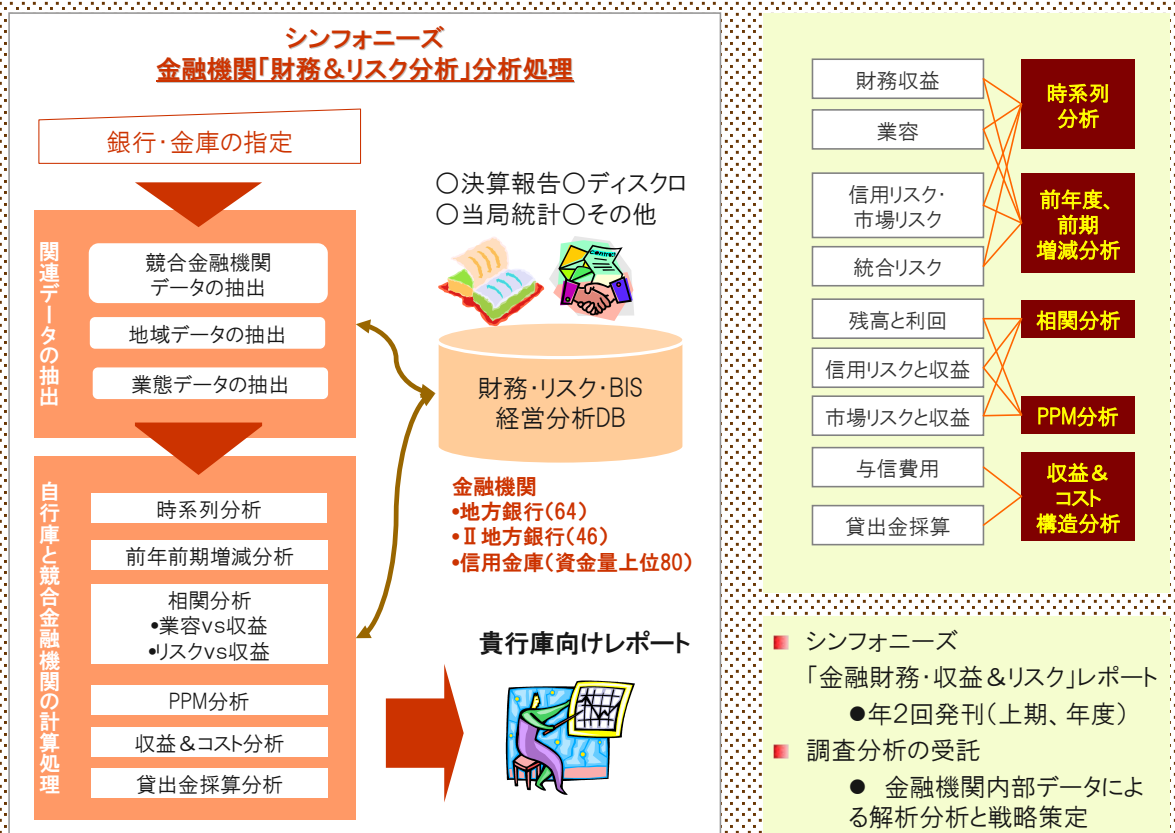 シンフォニーズ
金融機関「財務&リスク分析」分析処理
銀行・金庫の指定
関連データの抽出
競合金融機関
データの抽出
地域データの抽出
業態データの抽出
自行庫と競合金融機関の計算処理
時系列分析
前年前期増減分析
相関分析
•業容vs収益
•リスクvs収益
PPM分析
収益&コスト分析
貸出金採算分析
○決算報告○ディスクロ
○当局統計○その他
contract
財務・リスク・BIS
経営分析DB
金融機関
•地方銀行(64)
•Ⅱ地方銀行(46)
•信用金庫(資金量上位80)
貴行庫向けレポート
財務収益
業容
信用リスク・
市場リスク
統合リスク
残高と利回
信用リスクと収益
市場リスクと収益
与信費用
貸出金採算
時系列
分析
前年度、
前期
増減分析
相関分析
PPM分析
収益&
コスト
構造分析
シンフォニーズ
「金融財務・収益&リスク」レポート
●年2回発刊(上期、年度)
調査分析の受託
● 金融機関内部データによ
る解析分析と戦略策定